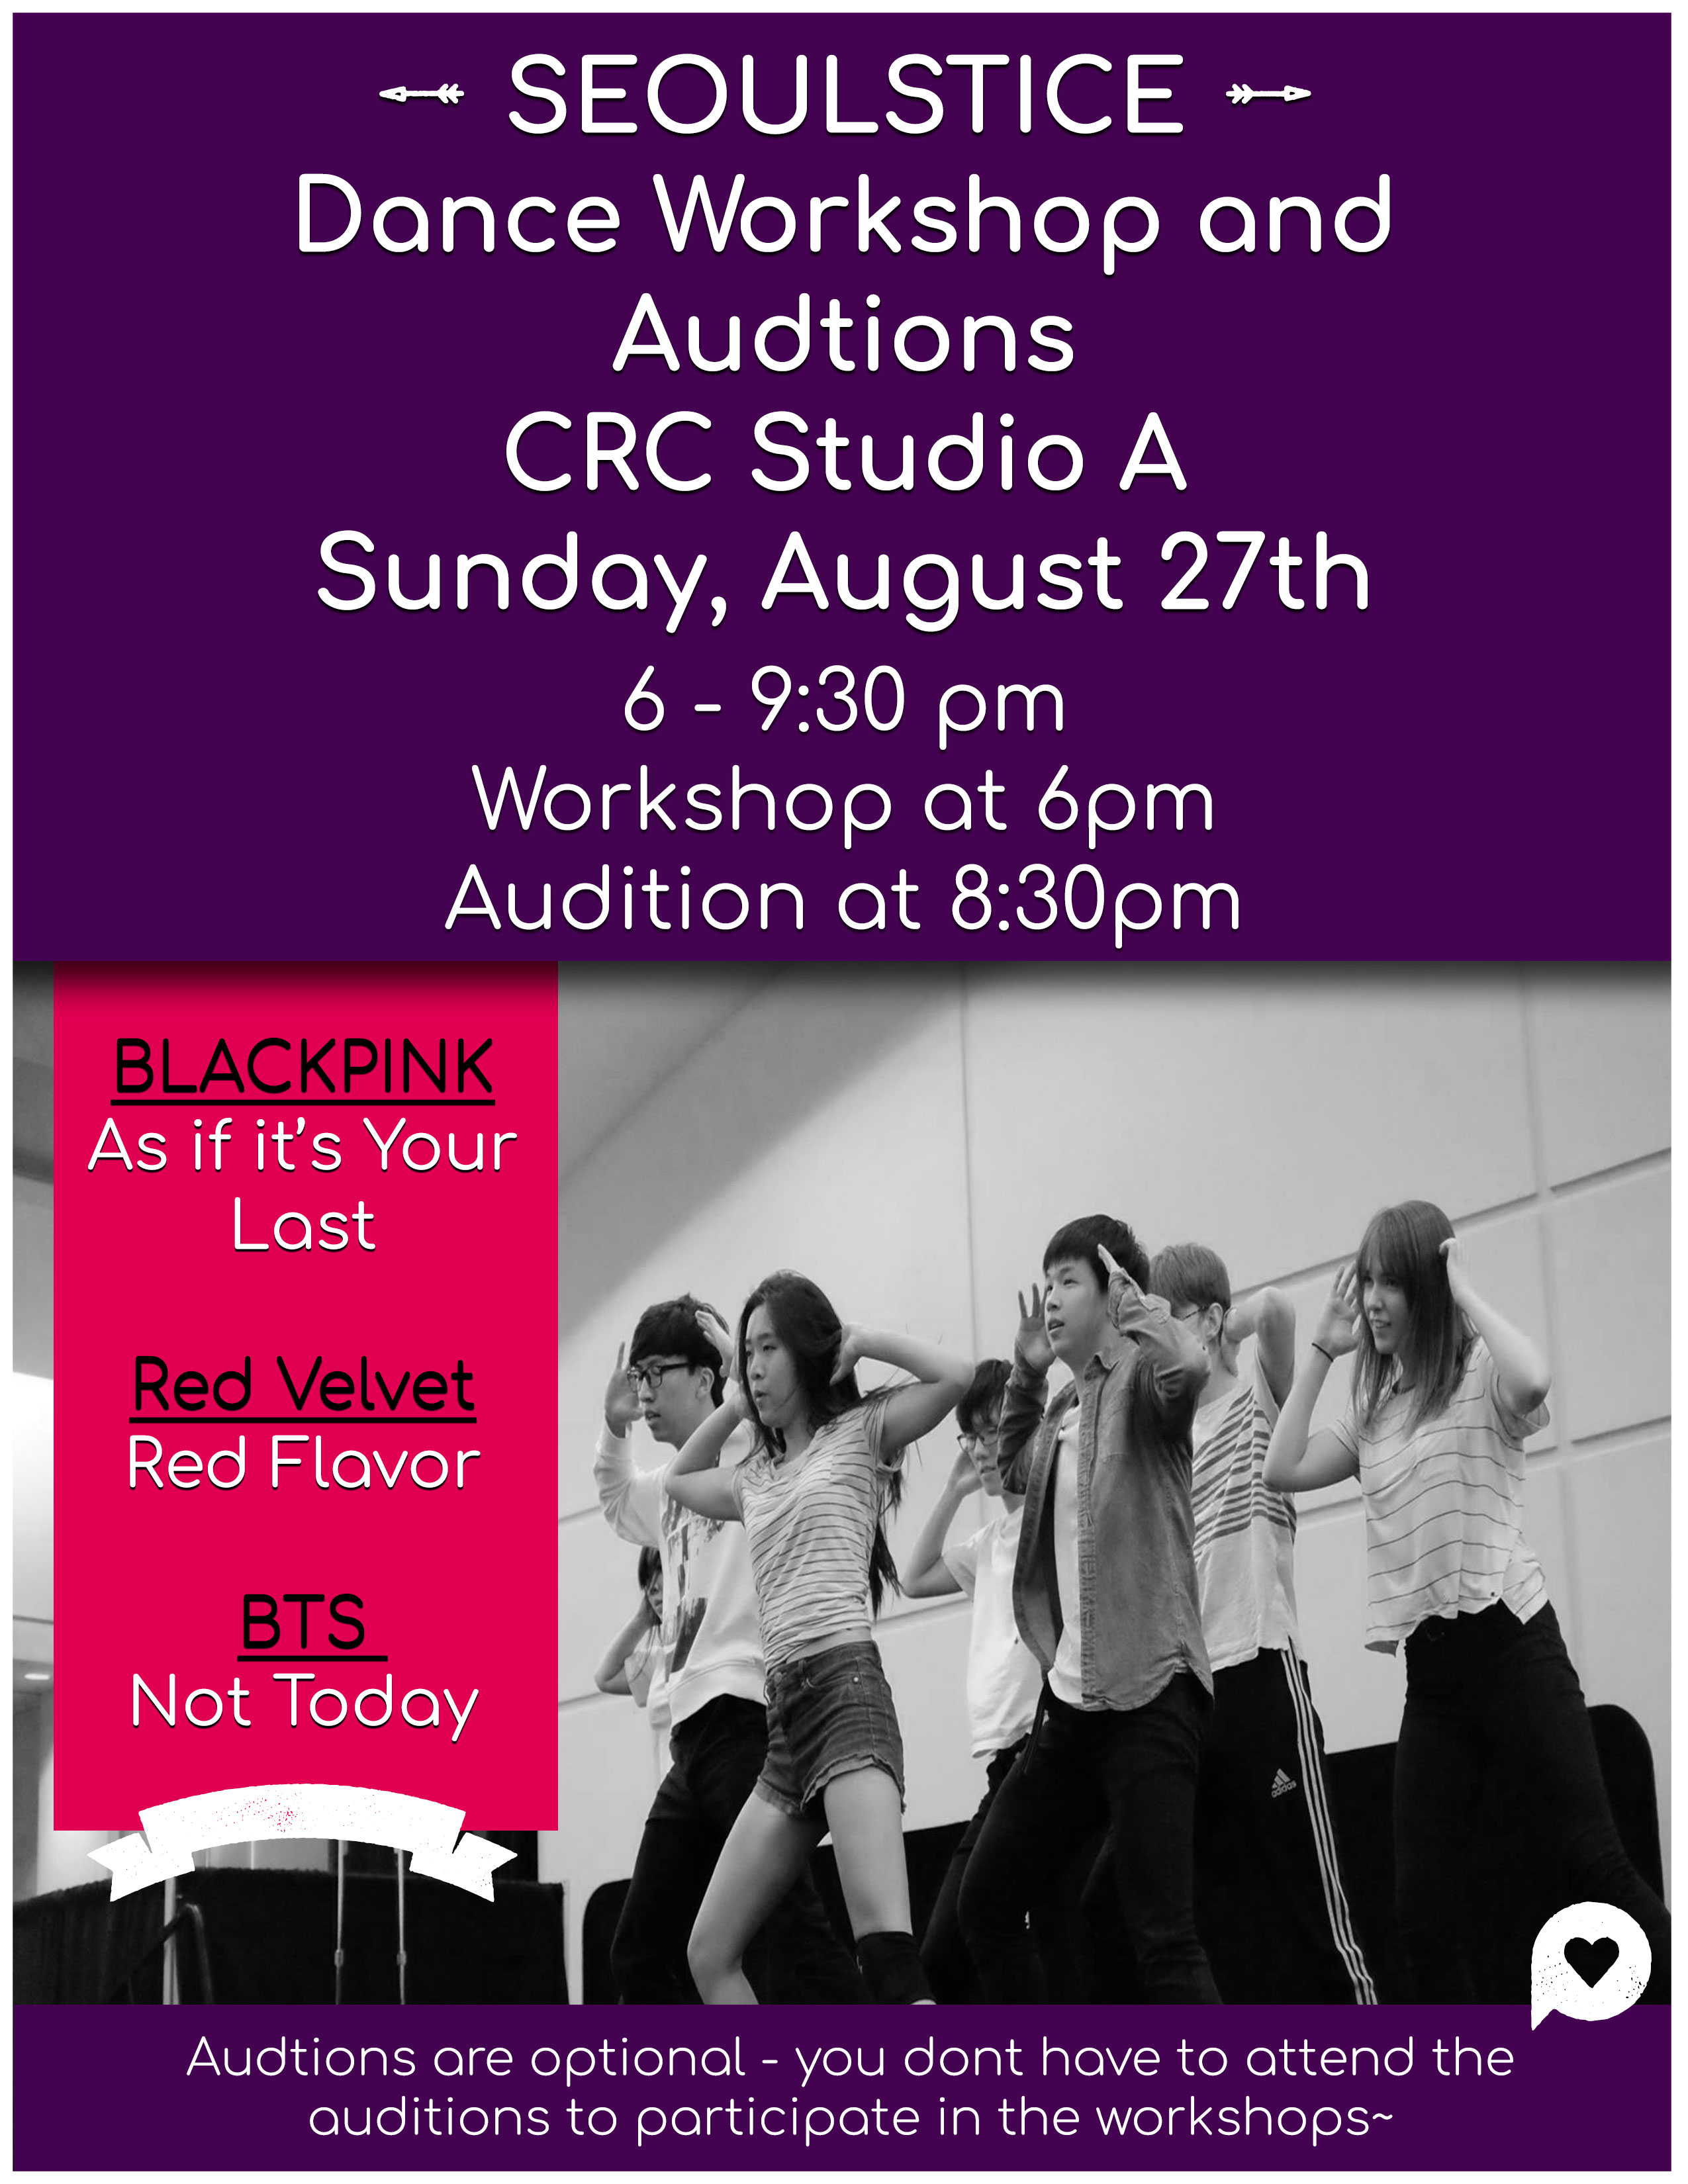 SEOULSTICE
Dance Workshop and
Audtions
CRC Studio A
Sunday, August 27th
6 - 9:30 pm
Workshop at 6pm
Audition at 8:30pm
BLACKPINK
As if it's Your
Last
Red Velvet
Red Flavor
BTS
Not Today
adidas
Audtions are optional - you dont have to attend the
auditions to participate in the workshops~